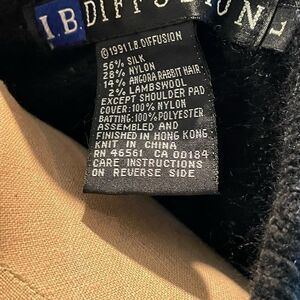 I.B.DIFFUSION
L
©1991 I.B.DIFFUSION
56% SILK
28% NYLON
14% ANGORA RABBIT HAIR
2% LAMBSWOOL
EXCEPT SHOULDER PAD
COVER:100% NYLON
BATTING:100% POLYESTER
ASSEMBLED AND
FINISHED IN HONG KONG
KNIT IN CHINA
RN 46561 CA 00184
CARE INSTRUCTIONS
ON REVERSE SIDE